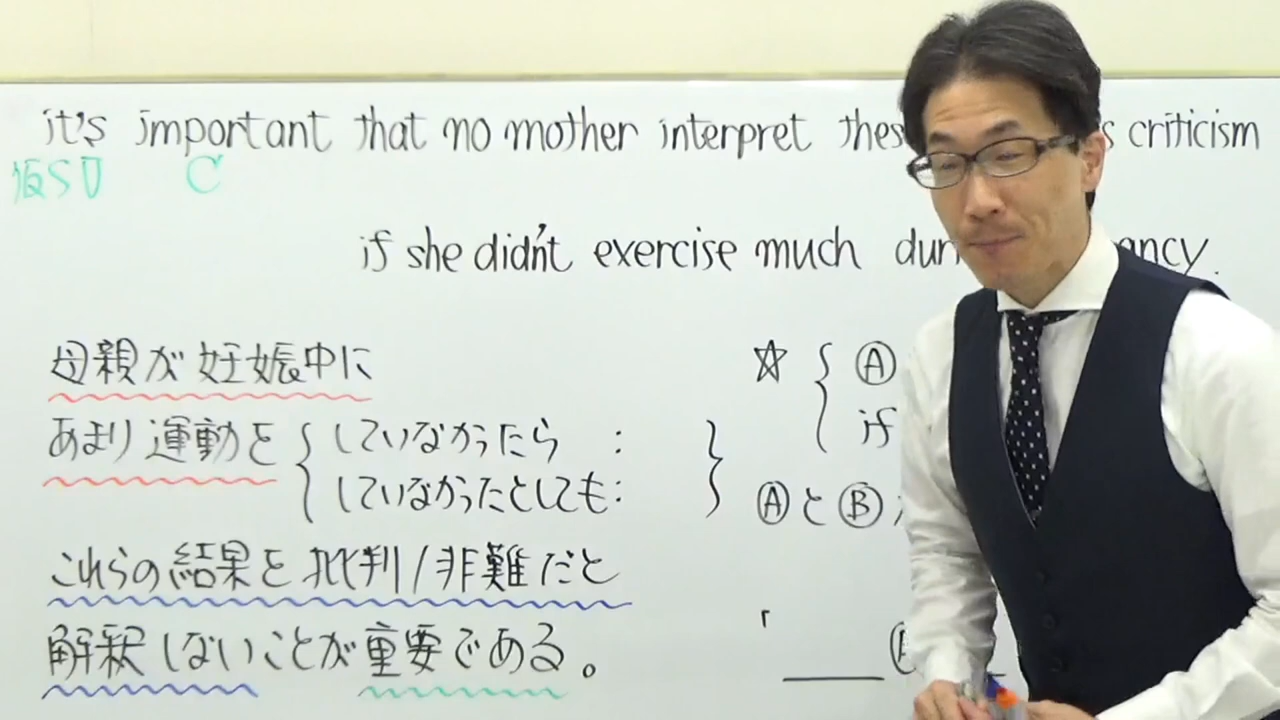 it's important that no mother interpret thes s criticism
仮SV C
if she didn't exercise much dur ancy.
母親が妊娠中に
あまり運動を{していなかったら :
していなかったとしても: }
これらの結果を批判/非難だと
解釈しないことが重要である。
☆{Ⓐ
if
ⒶとⒷ
「